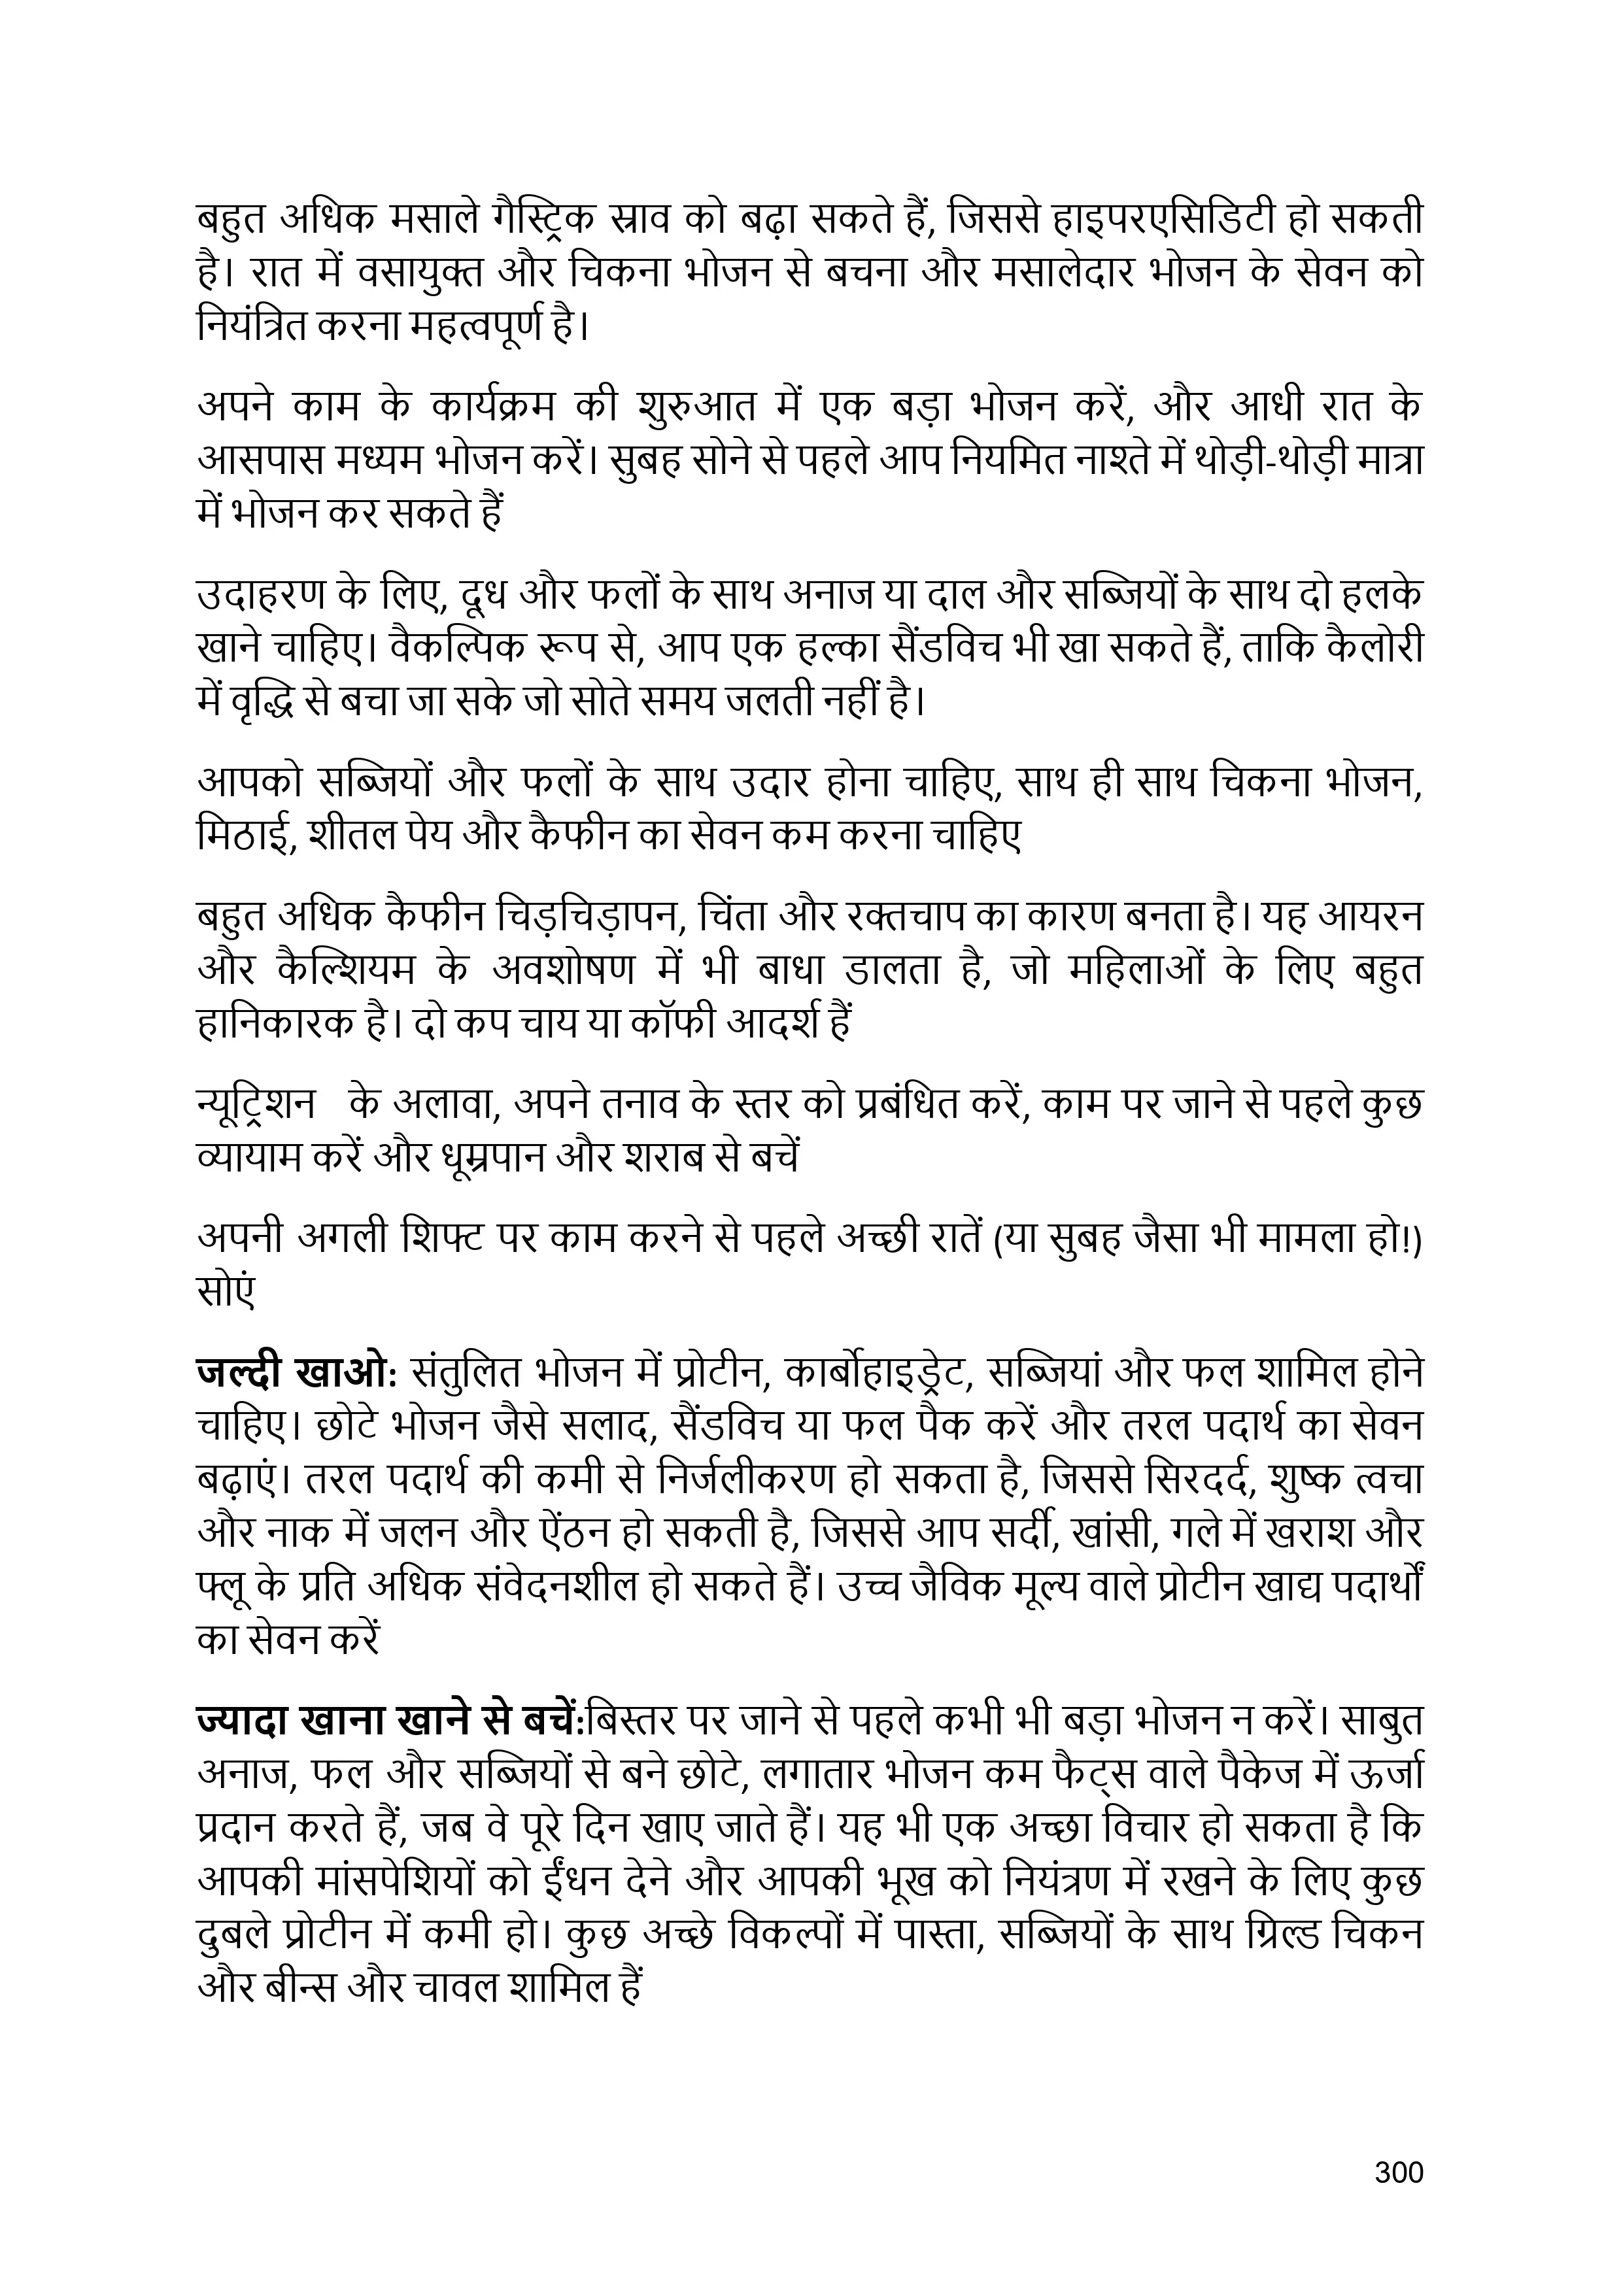 बहुत अधिक मसाले गैस्ट्रिक स्राव को बढ़ा सकते हैं, जिससे हाइपरएसिडिटी हो सकती
है। रात में वसायुक्त और चिकना भोजन से बचना और मसालेदार भोजन के सेवन को
नियंत्रित करना महत्वपूर्ण है।
अपने काम के कार्यक्रम की शुरुआत में एक बड़ा भोजन करें, और आधी रात के
आसपास मध्यम भोजन करें। सुबह सोने से पहले आप नियमित नाश्ते में थोड़ी-थोड़ी मात्रा
में भोजन कर सकते हैं
उदाहरण के लिए, दूध और फलों के साथ अनाज या दाल और सब्जियों के साथ दो हलके
खाने चाहिए। वैकल्पिक रूप से, आप एक हल्का सैंडविच भी खा सकते हैं, ताकि कैलोरी
में वृद्धि से बचा जा सके जो सोते समय जलती नहीं है।
आपको सब्जियों और फलों के साथ उदार होना चाहिए, साथ ही साथ चिकना भोजन,
मिठाई, शीतल पेय और कैफीन का सेवन कम करना चाहिए
बहुत अधिक कैफीन चिड़चिड़ापन, चिंता और रक्तचाप का कारण बनता है। यह आयरन
और कैल्शियम के अवशोषण में भी बाधा डालता है, जो महिलाओं के लिए बहुत
हानिकारक है। दो कप चाय या कॉफी आदर्श हैं
न्यूट्रिशन के अलावा, अपने तनाव के स्तर को प्रबंधित करें, काम पर जाने से पहले कुछ
व्यायाम करें और धूम्रपान और शराब से बचें
अपनी अगली शिफ्ट पर काम करने से पहले अच्छी रातें (या सुबह जैसा भी मामला हो!)
सोएं
जल्दी खाओ: संतुलित भोजन में प्रोटीन, कार्बोहाइड्रेट, सब्जियां और फल शामिल होने
चाहिए। छोटे भोजन जैसे सलाद, सैंडविच या फल पैक करें और तरल पदार्थ का सेवन
बढ़ाएं। तरल पदार्थ की कमी से निर्जलीकरण हो सकता है, जिससे सिरदर्द, शुष्क त्वचा
और नाक में जलन और ऐंठन हो सकती है, जिससे आप सर्दी, खांसी, गले में खराश और
फ्लू के प्रति अधिक संवेदनशील हो सकते हैं। उच्च जैविक मूल्य वाले प्रोटीन खाद्य पदार्थों
का सेवन करें
ज्यादा खाना खाने से बचें:बिस्तर पर जाने से पहले कभी भी बड़ा भोजन न करें। साबुत
अनाज, फल और सब्जियों से बने छोटे, लगातार भोजन कम फैट्स वाले पैकेज में ऊर्जा
प्रदान करते हैं, जब वे पूरे दिन खाए जाते हैं। यह भी एक अच्छा विचार हो सकता है कि
आपकी मांसपेशियों को ईंधन देने और आपकी भूख को नियंत्रण में रखने के लिए कुछ
दुबले प्रोटीन में कमी हो। कुछ अच्छे विकल्पों में पास्ता, सब्जियों के साथ ग्रिल्ड चिकन
और बीन्स और चावल शामिल हैं
300